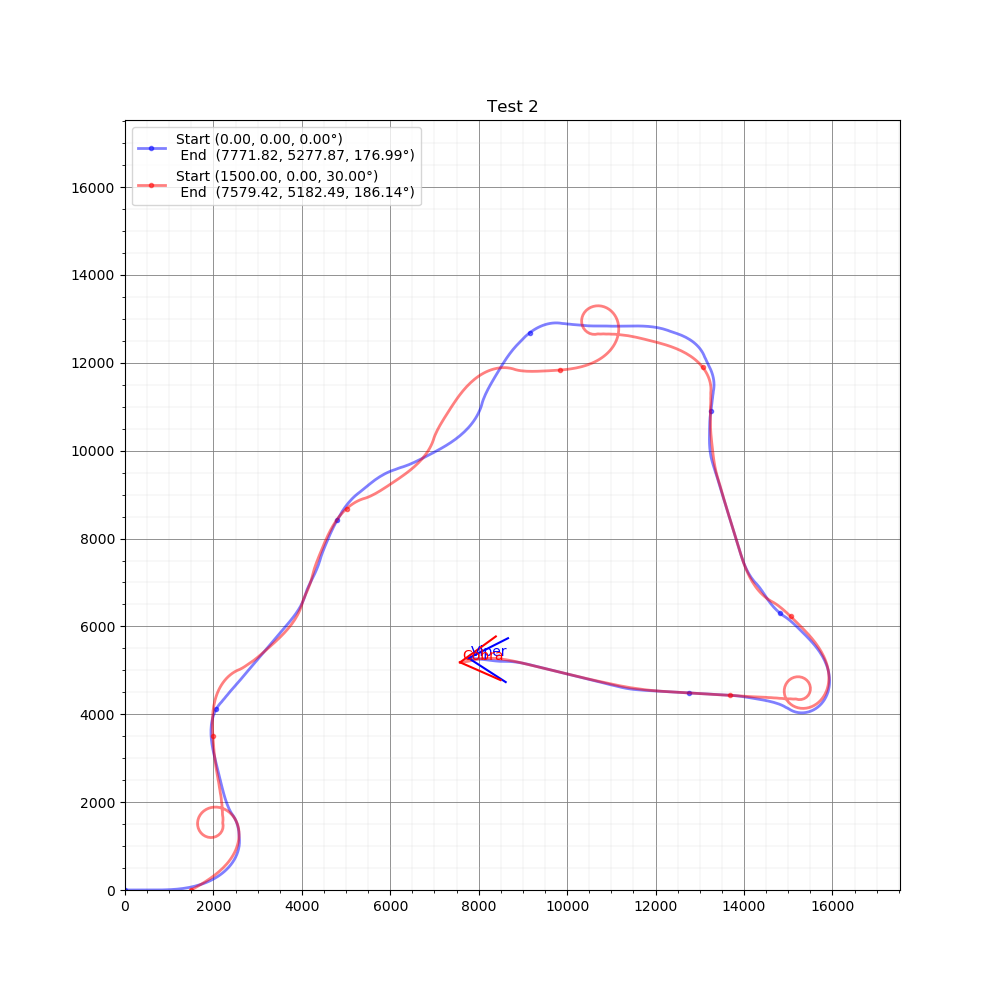 Test 2
Start (0.00, 0.00, 0.00°)
End (7771.82, 5277.87, 176.99°)
Start (1500.00, 0.00, 30.00°)
End (7579.42, 5182.49, 186.14°)
16000
14000
12000
10000
8000
6000
4000
2000
0
Viper
0 2000 4000 6000 8000 10000 12000 14000 16000